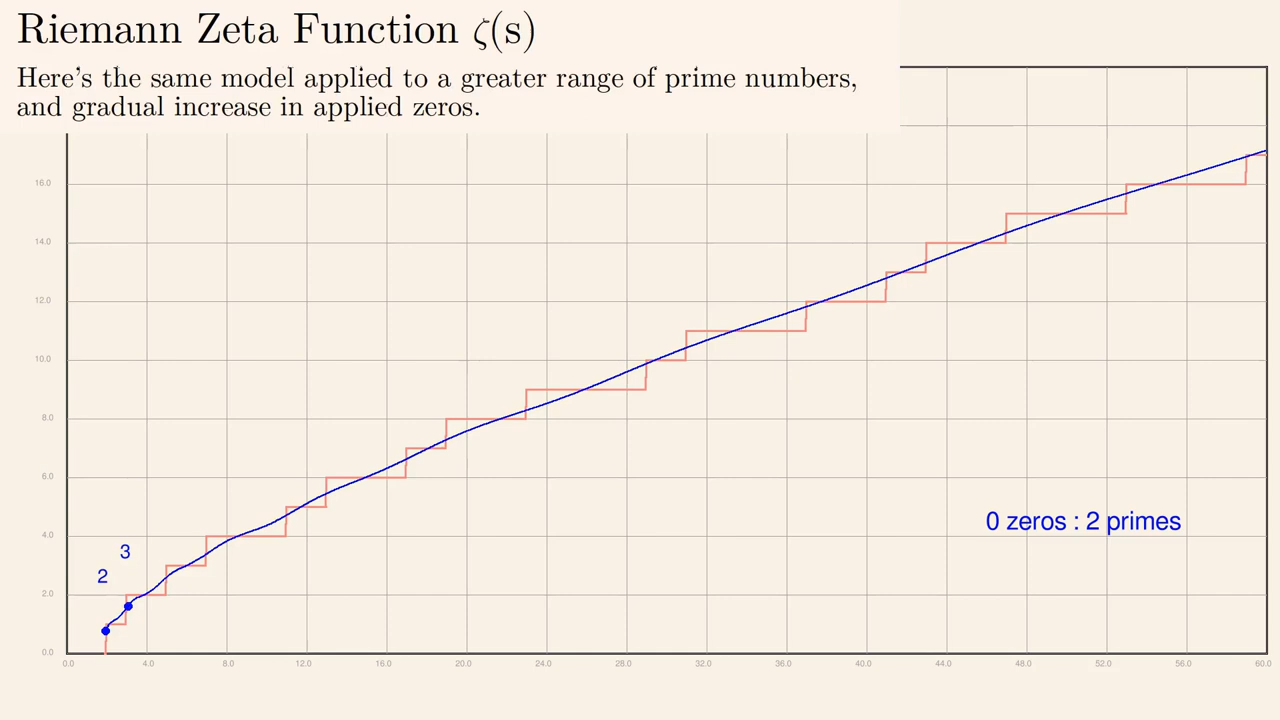 Riemann Zeta Function ζ(s)
Here's the same model applied to a greater range of prime numbers,
and gradual increase in applied zeros.
16.0
14.0
12.0
10.0
8.0
6.0
4.0
2.0
0.0
3
2
0 zeros : 2 primes
0.0 4.0 8.0 12.0 16.0 20.0 24.0 28.0 32.0 36.0 40.0 44.0 48.0 52.0 56.0 60.0